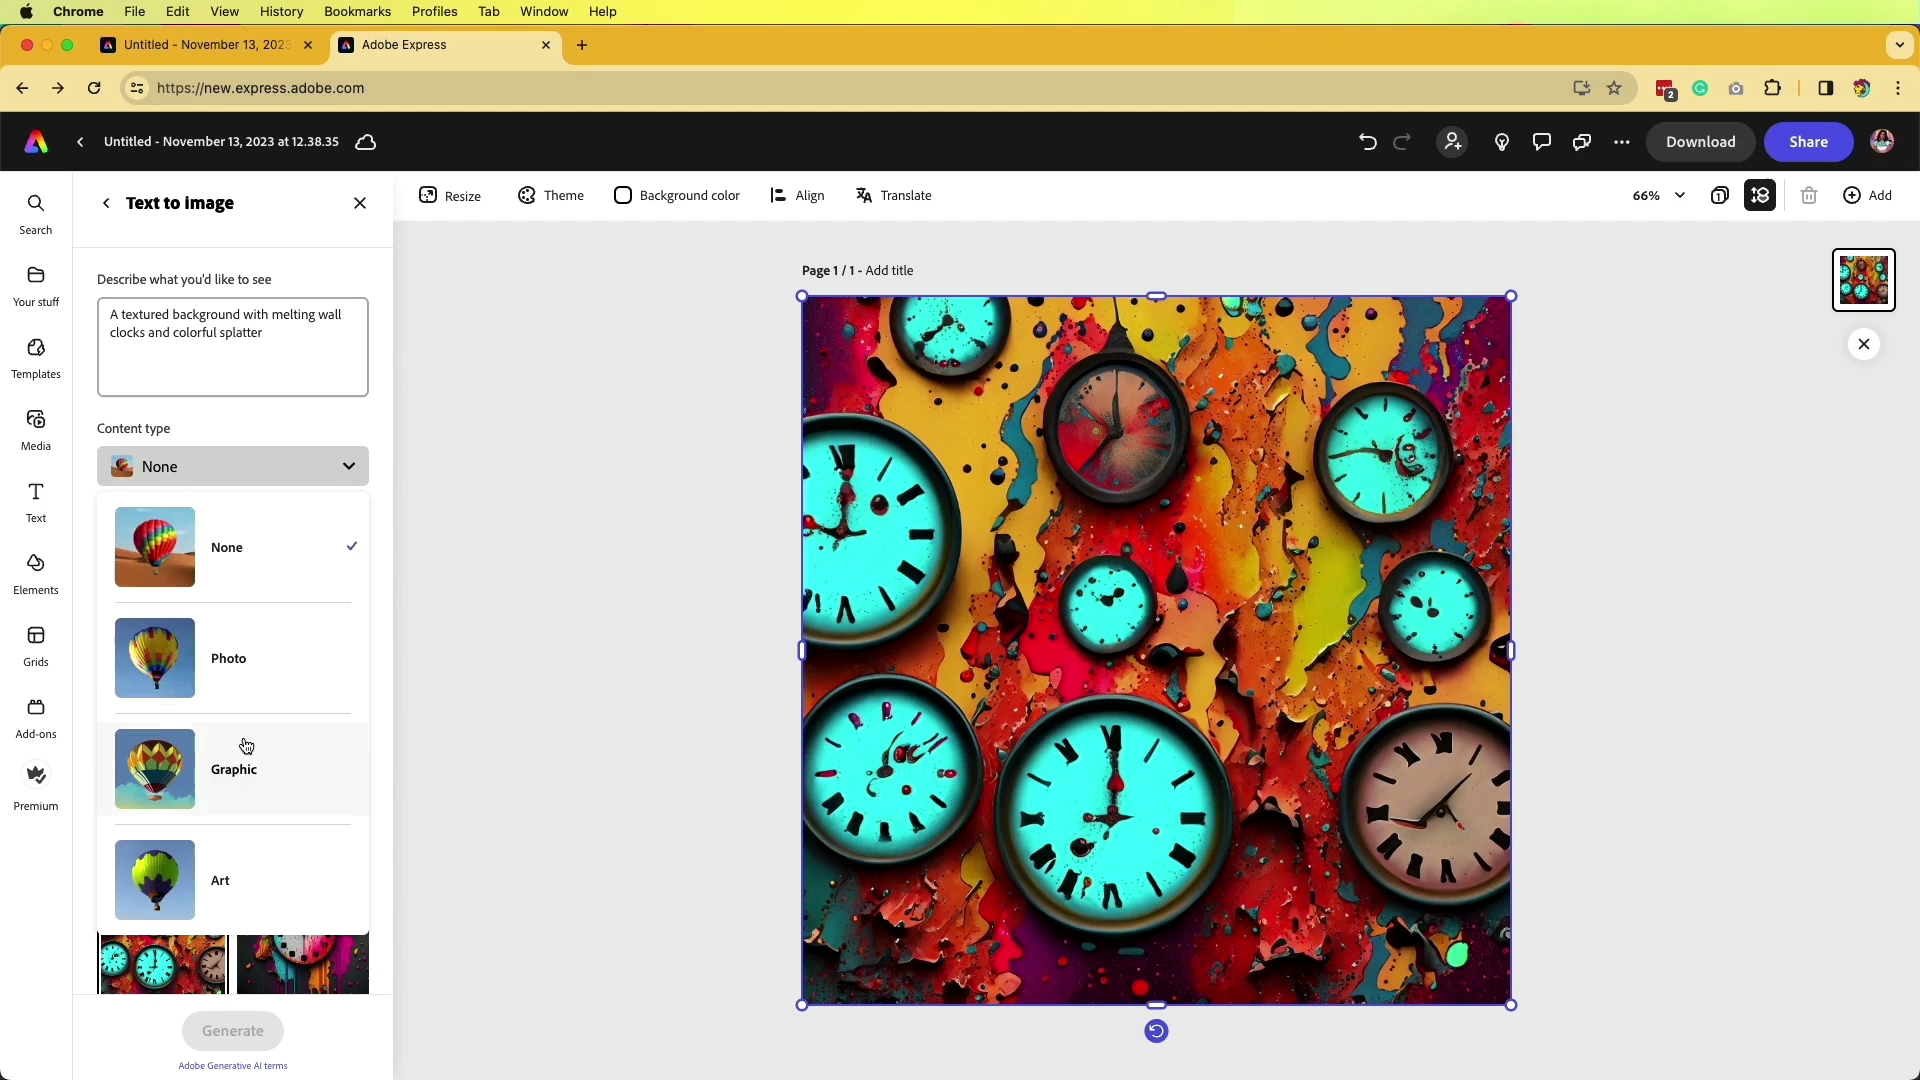 Chrome File Edit View History Bookmarks Profiles Tab Window Help
Untitled - November 13, 2023
Adobe Express
https://new.express.adobe.com
2
Untitled - November 13, 2023 at 12.38.35
Download
Share
Text to image
Resize
Theme
Background color
Align
Translate
66%
1
Add
Search
Your stuff
Templates
Media
T
Text
Elements
Grids
Add-ons
Premium
Describe what you'd like to see
A textured background with melting wall
clocks and colorful splatter
Content type
None
None
Photo
Graphic
Art
Generate
Adobe Generative AI terms
Page 1 / 1 - Add title